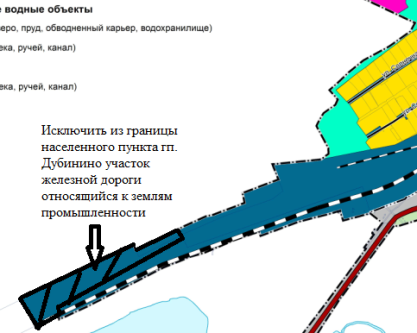 е водные объекты
еро, пруд, обводненный карьер, водохранилище)
ека, ручей, канал)
ека, ручей, канал)
Исключить из границы
населенного пункта гп.
Дубинино участок
железной дороги
относящийся к землям
промышленности